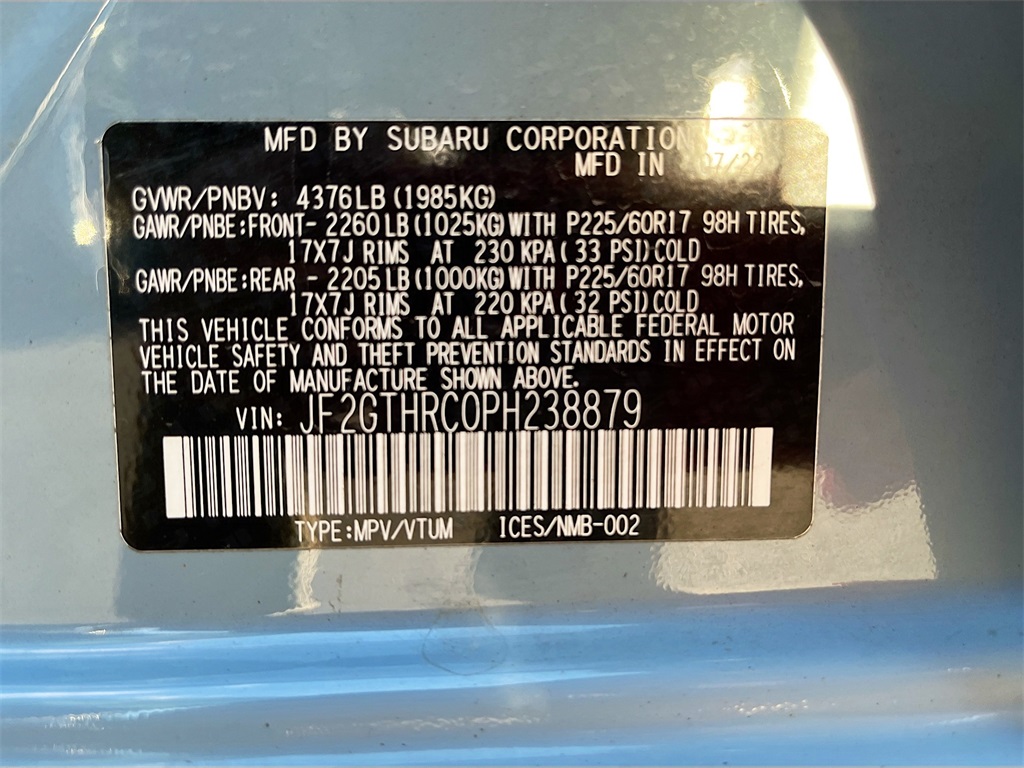 MFD BY SUBARU CORPORATION
MFD IN 07/22
GVWR/PNBV: 4376LB (1985KG)
GAWR/PNBE:FRONT- 2260LB (1025KG) WITH P225/60R17 98H TIRES,
17X7J RIMS AT 230 KPA ( 33 PSI) COLD
GAWR/PNBE:REAR - 2205LB (1000KG) WITH P225/60R17 98H TIRES,
17X7J RIMS AT 220 KPA ( 32 PSI) COLD
THIS VEHICLE CONFORMS TO ALL APPLICABLE FEDERAL MOTOR
VEHICLE SAFETY AND THEFT PREVENTION STANDARDS IN EFFECT ON
THE DATE OF MANUFACTURE SHOWN ABOVE.
VIN: JF2GTHRC0PH238879
TYPE:MPV/VTUM ICES/NMB-002